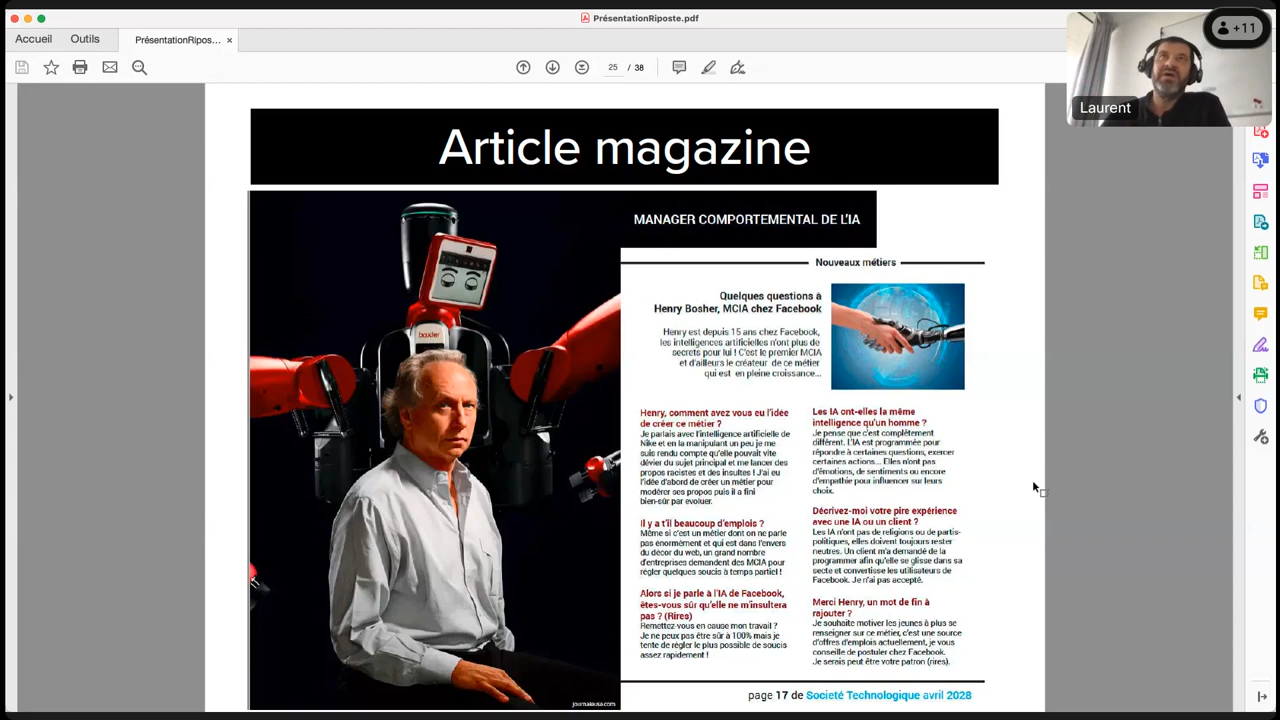 PrésentationRiposte.pdf
+11
Accueil
Outils
PrésentationRipos... ×
25 / 38
Laurent
Article magazine
MANAGER COMPORTEMENTAL DE L'IA
Nouveaux métiers
Quelques questions à
Henry Bosher, MCIA chez Facebook
Henry est depuis 15 ans chez Facebook,
les intelligences artificielles n'ont plus de
secrets pour lui ! C'est le premier MCIA
et d'ailleurs le créateur de ce métier
qui est en pleine croissance...
baxter
Henry, comment avez vous eu l'idée
de créer ce métier ?
Je parlais avec l'intelligence artificielle de
Nike et en la manipulant un peu je me
suis rendu compte qu'elle pouvait vite
dévier du sujet principal et me lancer des
propos racistes et des insultes ! J'ai eu
l'idée d'abord de créer un métier pour
modérer ses propos puis il a fini
bien-sûr par evoluer.
Il y a t'il beaucoup d'emplois ?
Même si c'est un métier dont on ne parle
pas énormément et qui est dans l'envers
du décor du web, un grand nombre
d'entreprises demandent des MCIA pour
régler quelques soucis à temps partiel !
Alors si je parle à l'IA de Facebook,
êtes-vous sûr qu'elle ne m'insultera
pas ? (Rires)
Remettez-vous en cause mon travail ?
Je ne peux pas être sûr à 100% mais je
tente de régler le plus possible de soucis
assez rapidement !
Les IA ont-elles la même
intelligence qu'un homme ?
Je pense que c'est complètement
différent. L'IA est programmée pour
répondre à certaines questions, exercer
certaines actions... Elles n'ont pas
d'émotions, de sentiments ou encore
d'empathie pour influencer sur leurs
choix.
Décrivez-moi votre pire expérience
avec une IA ou un client ?
Les IA n'ont pas de religions ou de partis-
politiques, elles doivent toujours rester
neutres. Un client m'a demandé de la
programmer afin qu'elle se glisse dans sa
secte et convertisse les utilisateurs de
Facebook. Je n'ai pas accepté.
Merci Henry, un mot de fin à
rajouter ?
Je souhaite motiver les jeunes à plus se
renseigner sur ce métier, c'est une source
d'offres d'emplois actuellement, je vous
conseille de postuler chez Facebook.
Je serais peut être votre patron (rires).
journaleuse.com
page 17 de Societé Technologique avril 2028